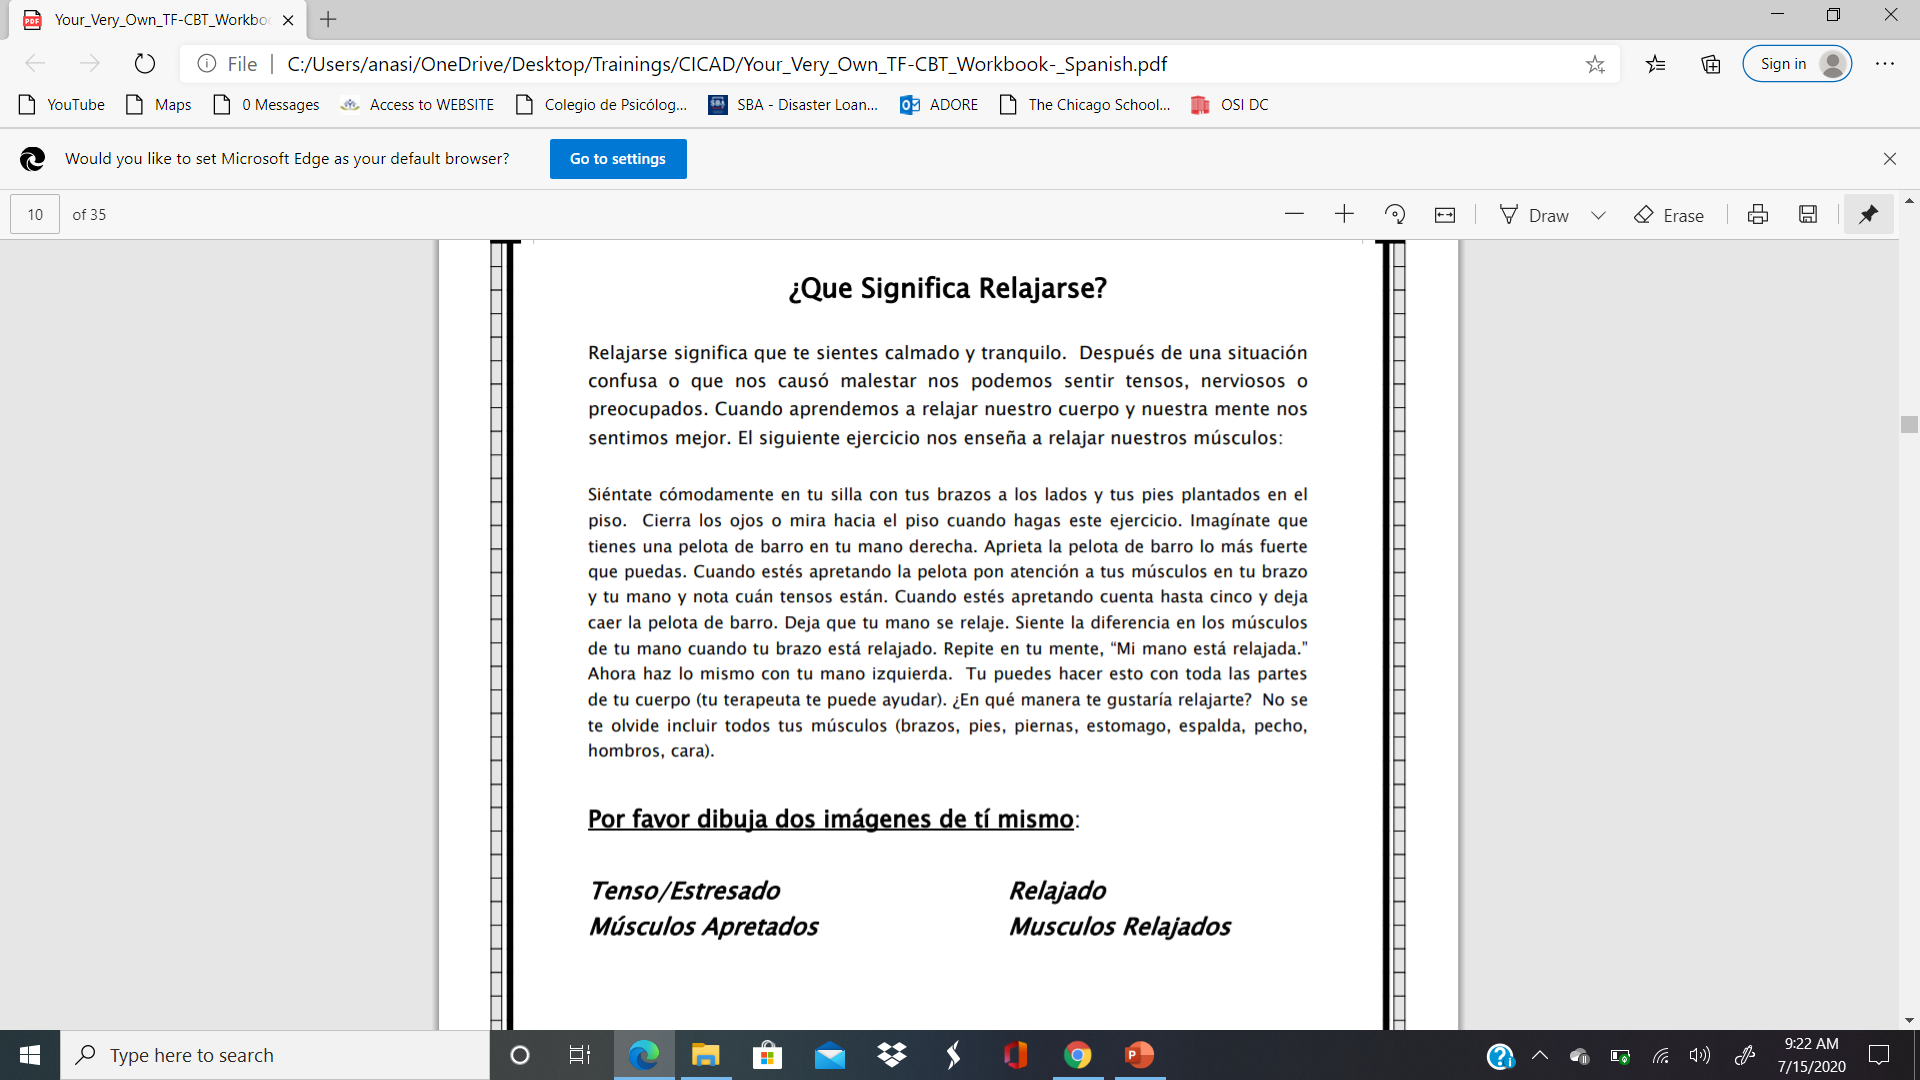 Your_Very_Own_TF-CBT_Workbo
File C:/Users/anasi/OneDrive/Desktop/Trainings/CICAD/Your_Very_Own_TF-CBT_Workbook-_Spanish.pdf
Sign in
YouTube Maps 0 Messages Access to WEBSITE Colegio de Psicólog... SBA - Disaster Loan... ADORE The Chicago School... OSI DC
Would you like to set Microsoft Edge as your default browser? Go to settings
10 of 35 Draw Erase
¿Que Significa Relajarse?
Relajarse significa que te sientes calmado y tranquilo. Después de una situación
confusa o que nos causó malestar nos podemos sentir tensos, nerviosos o
preocupados. Cuando aprendemos a relajar nuestro cuerpo y nuestra mente nos
sentimos mejor. El siguiente ejercicio nos enseña a relajar nuestros músculos:
Siéntate cómodamente en tu silla con tus brazos a los lados y tus pies plantados en el
piso. Cierra los ojos o mira hacia el piso cuando hagas este ejercicio. Imagínate que
tienes una pelota de barro en tu mano derecha. Aprieta la pelota de barro lo más fuerte
que puedas. Cuando estés apretando la pelota pon atención a tus músculos en tu brazo
y tu mano y nota cuán tensos están. Cuando estés apretando cuenta hasta cinco y deja
caer la pelota de barro. Deja que tu mano se relaje. Siente la diferencia en los músculos
de tu mano cuando tu brazo está relajado. Repite en tu mente, “Mi mano está relajada.”
Ahora haz lo mismo con tu mano izquierda. Tu puedes hacer esto con toda las partes
de tu cuerpo (tu terapeuta te puede ayudar). ¿En qué manera te gustaría relajarte? No se
te olvide incluir todos tus músculos (brazos, pies, piernas, estomago, espalda, pecho,
hombros, cara).
Por favor dibuja dos imágenes de tí mismo:
Tenso/Estresado Relajado
Músculos Apretados Musculos Relajados
Type here to search
9:22 AM
7/15/2020